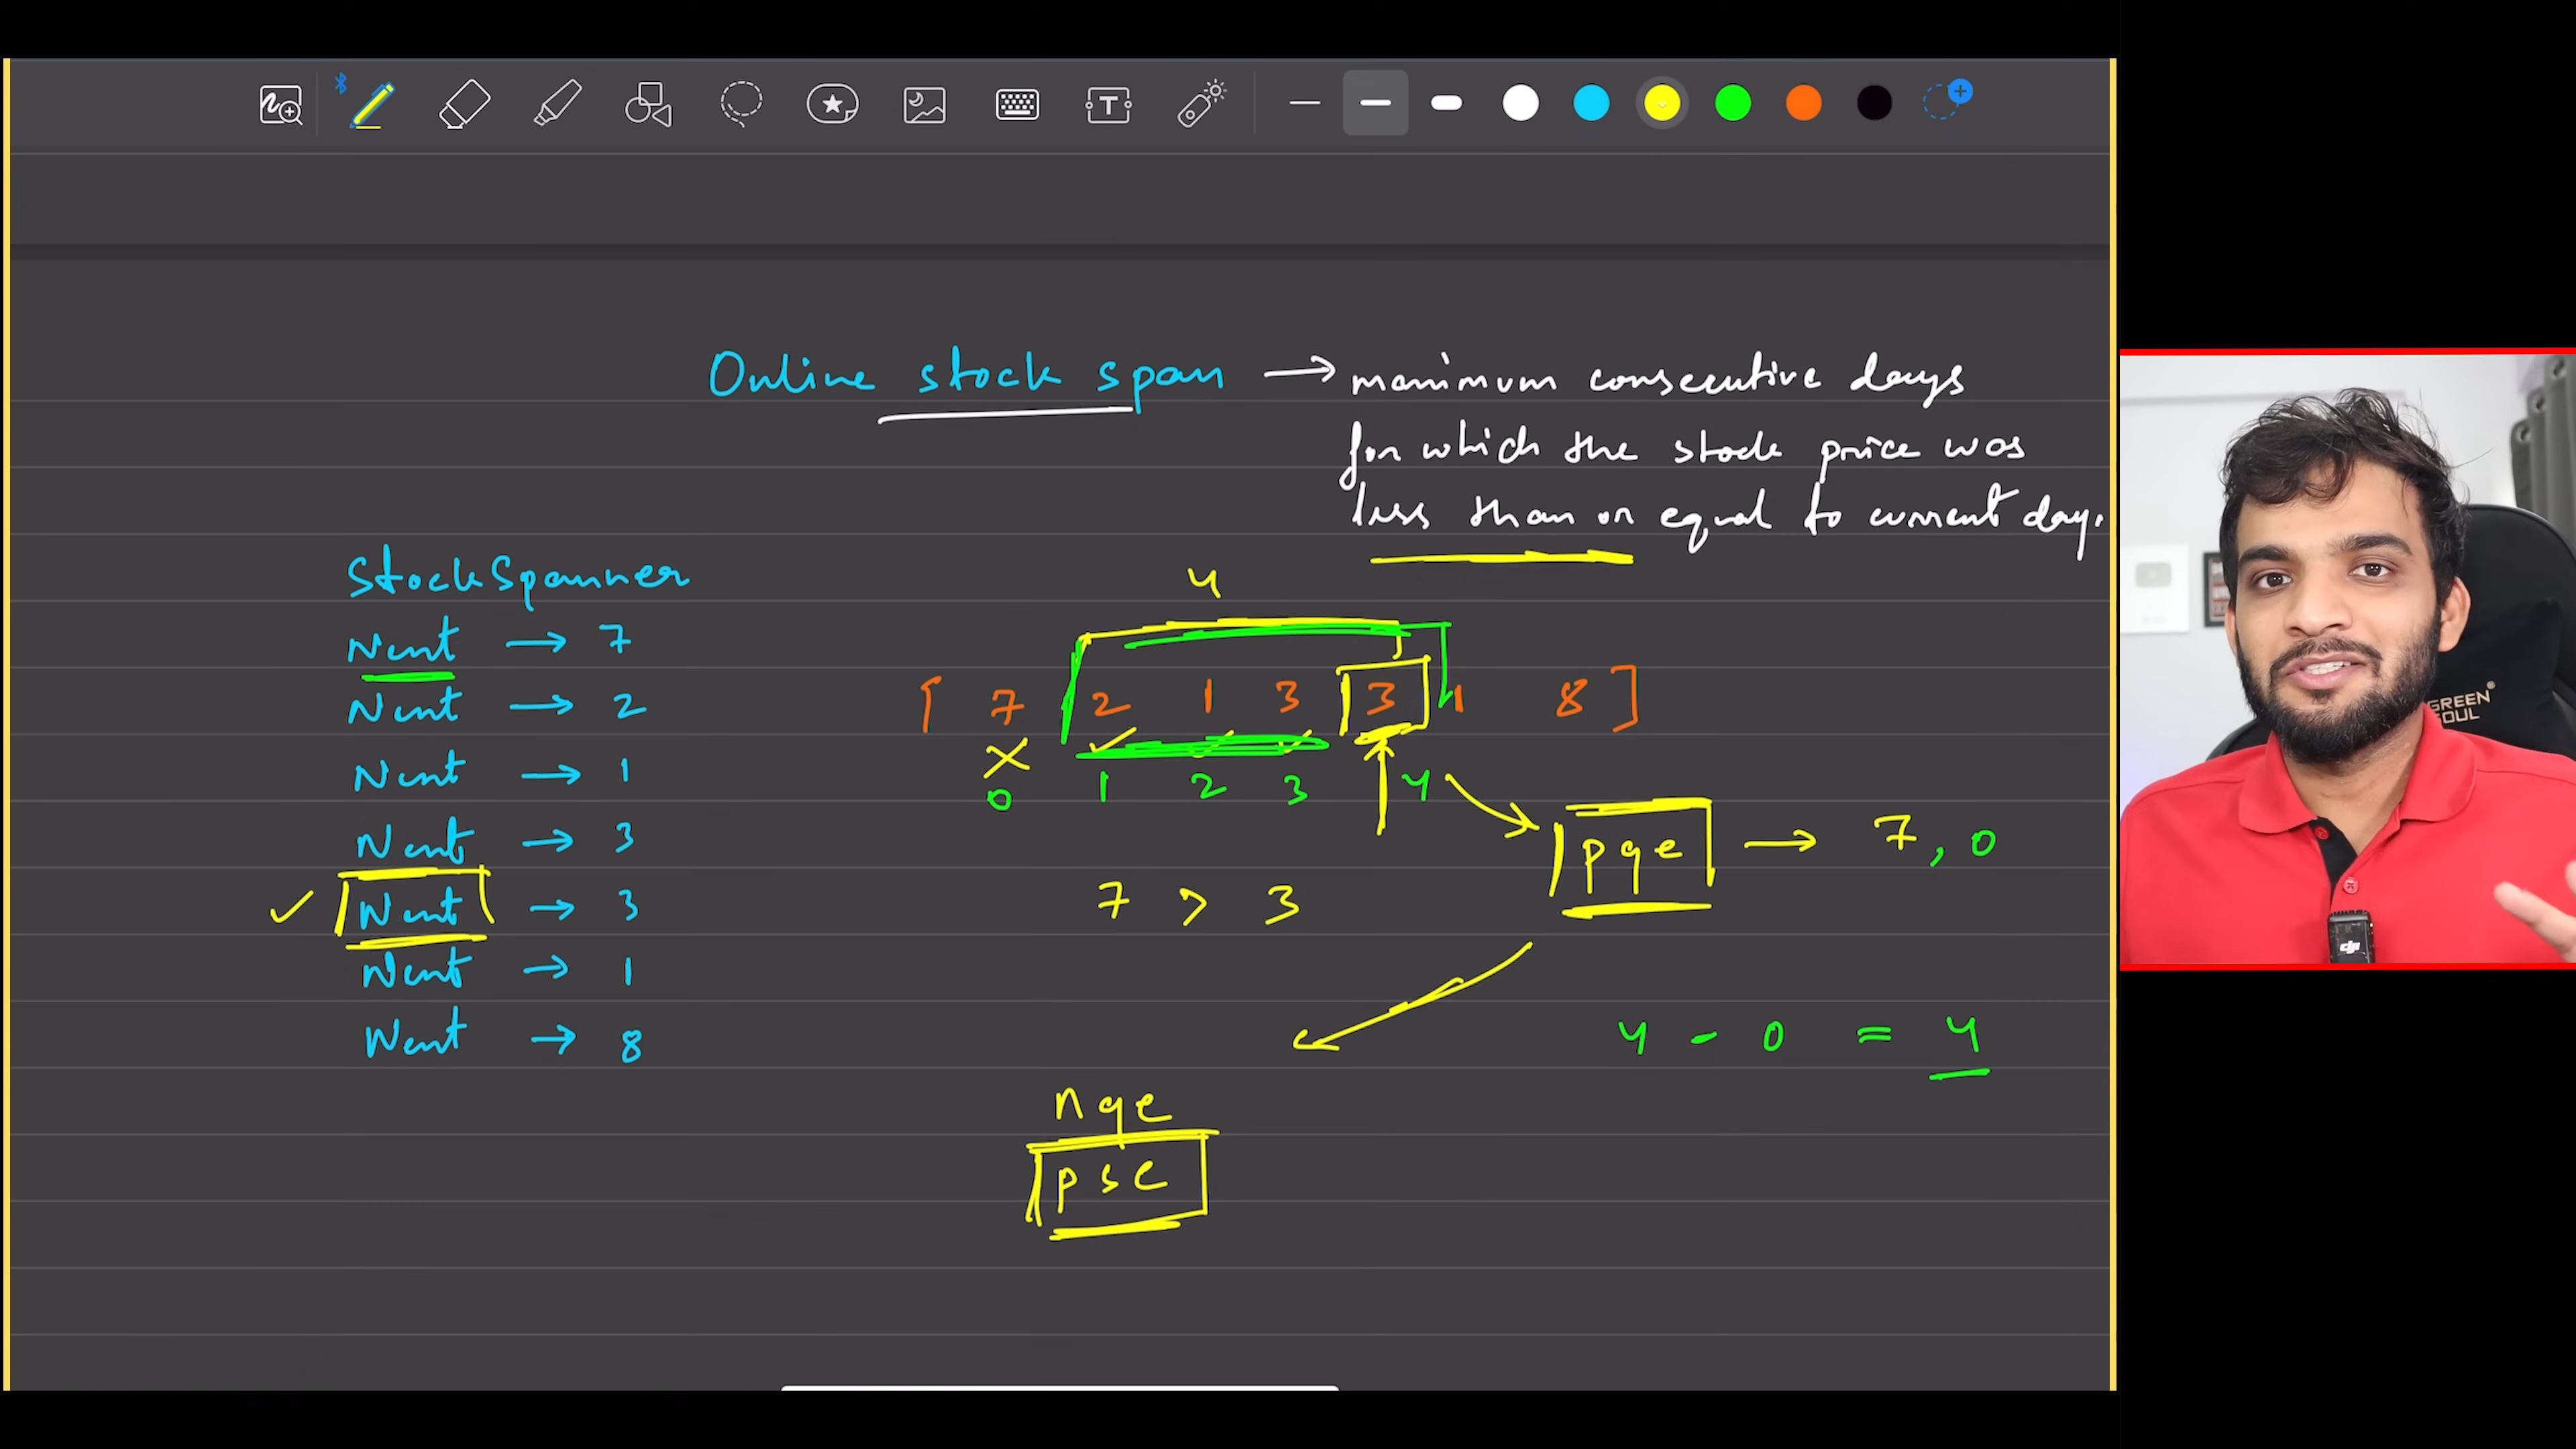 Online stock span → maximum consecutive days
for which the stock price was
less than or equal to current day.
StockSpanner
Next → 7
Next → 2
Next → 1
Next → 3
✓ Next → 3
Next → 1
Next → 8
4
[ 7 2 1 3 3 1 8 ]
0 1 2 3 4
pge → 7, 0
7 > 3
4 - 0 = 4
nge
pse
GREEN
SOUL
dji
T